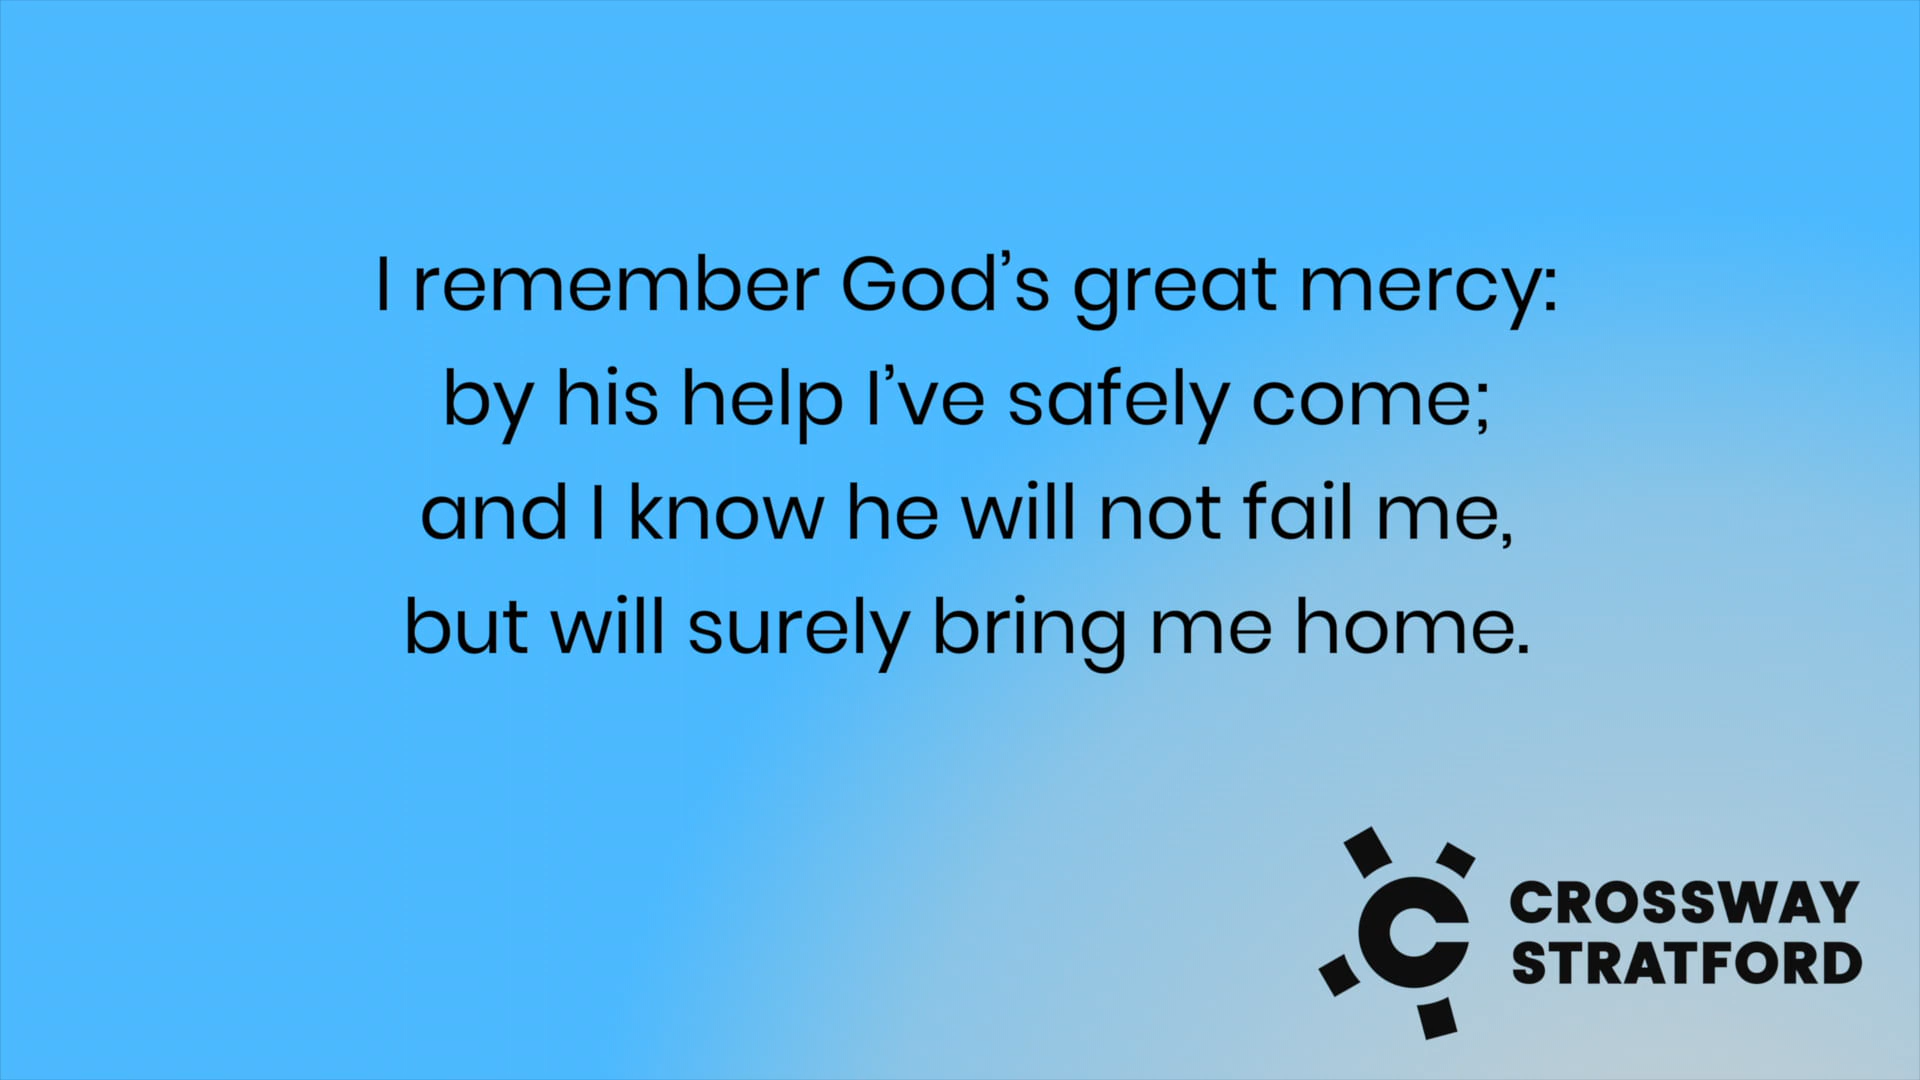 I remember God’s great mercy:
by his help I’ve safely come;
and I know he will not fail me,
but will surely bring me home.
CROSSWAY
STRATFORD